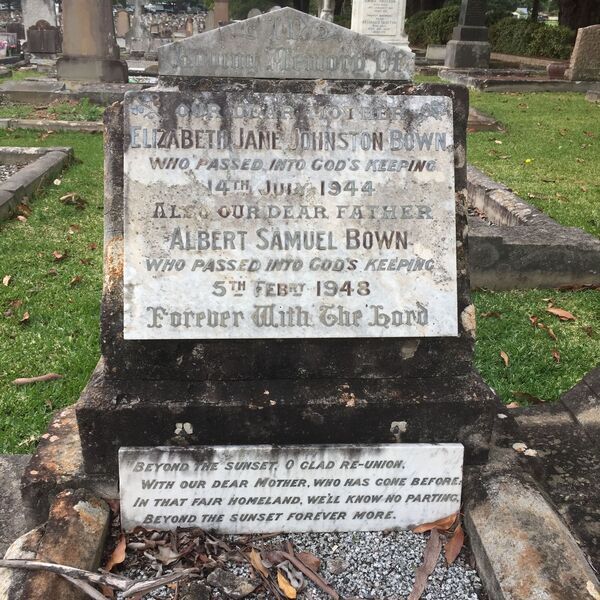 In Loving Memory Of
OUR DEAR MOTHER
ELIZABETH JANE JOHNSTON BOWN
WHO PASSED INTO GOD'S KEEPING
14TH JULY 1944
ALSO OUR DEAR FATHER
ALBERT SAMUEL BOWN
WHO PASSED INTO GOD'S KEEPING
5TH FEBRY 1948
Forever With The Lord
BEYOND THE SUNSET, O GLAD RE-UNION,
WITH OUR DEAR MOTHER, WHO HAS GONE BEFORE;
IN THAT FAIR HOMELAND, WE'LL KNOW NO PARTING,
BEYOND THE SUNSET FOREVER MORE.